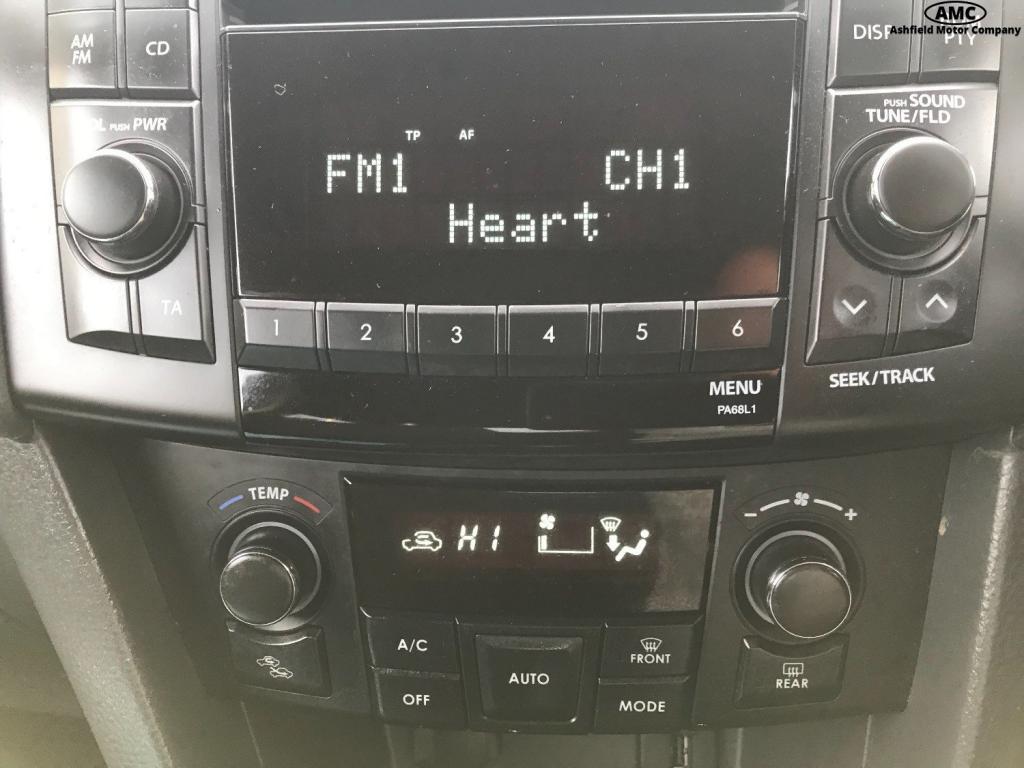 AMC
Ashfield Motor Company
AM
FM
CD
DISP
PTY
PUSH PWR
PUSH SOUND
TUNE/FLD
TP AF
FM1 CH1
Heart
TA
1 2 3 4 5 6
MENU
PA68L1
SEEK/TRACK
TEMP
HI
- +
A/C
OFF
AUTO
FRONT
MODE
REAR